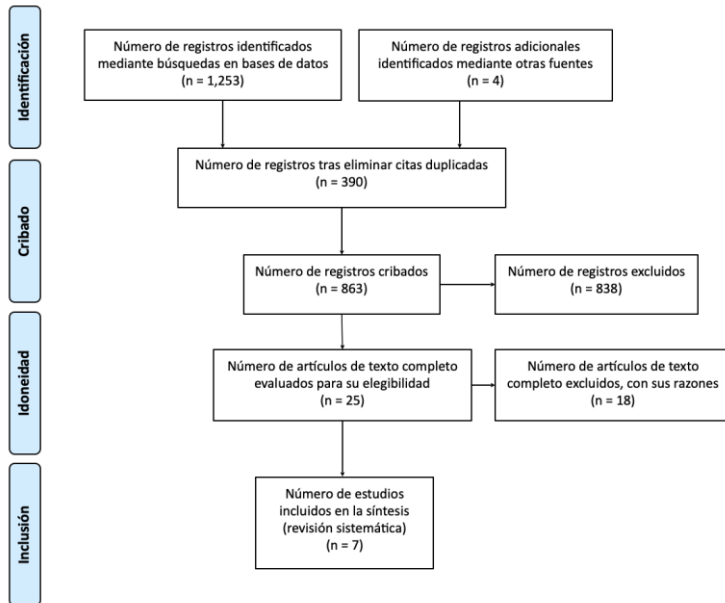 Identificación
Número de registros identificados
mediante búsquedas en bases de datos
(n = 1,253)
Número de registros adicionales
identificados mediante otras fuentes
(n = 4)
Número de registros tras eliminar citas duplicadas
(n = 390)
Cribado
Número de registros cribados
(n = 863)
Número de registros excluidos
(n = 838)
Idoneidad
Número de artículos de texto completo
evaluados para su elegibilidad
(n = 25)
Número de artículos de texto
completo excluidos, con sus razones
(n = 18)
Inclusión
Número de estudios
incluidos en la síntesis
(revisión sistemática)
(n = 7)